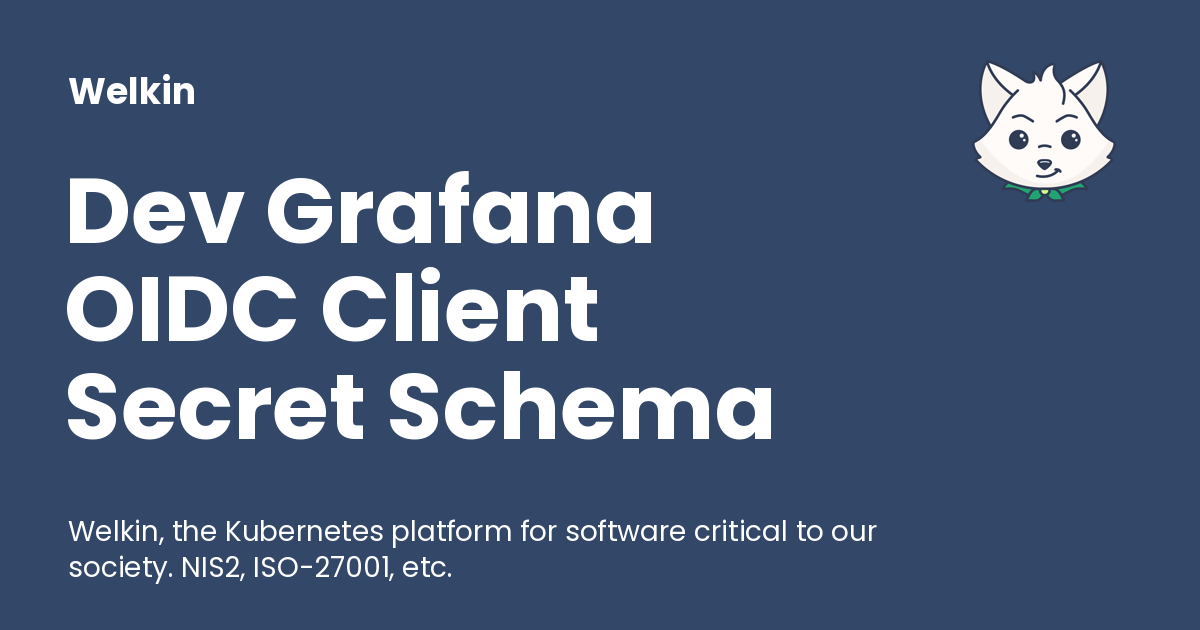 Welkin
Dev Grafana
OIDC Client
Secret Schema
Welkin, the Kubernetes platform for software critical to our
society. NIS2, ISO-27001, etc.